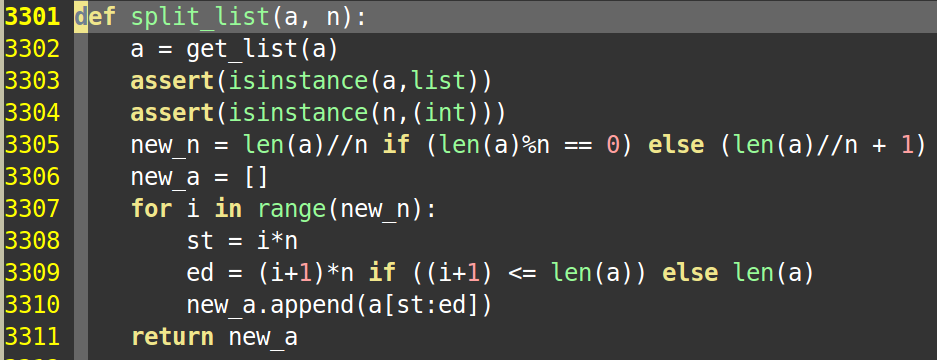 3301 def split_list(a, n):
3302     a = get_list(a)
3303     assert(isinstance(a,list))
3304     assert(isinstance(n,(int)))
3305     new_n = len(a)//n if (len(a)%n == 0) else (len(a)//n + 1)
3306     new_a = []
3307     for i in range(new_n):
3308         st = i*n
3309         ed = (i+1)*n if ((i+1) <= len(a)) else len(a)
3310         new_a.append(a[st:ed])
3311     return new_a